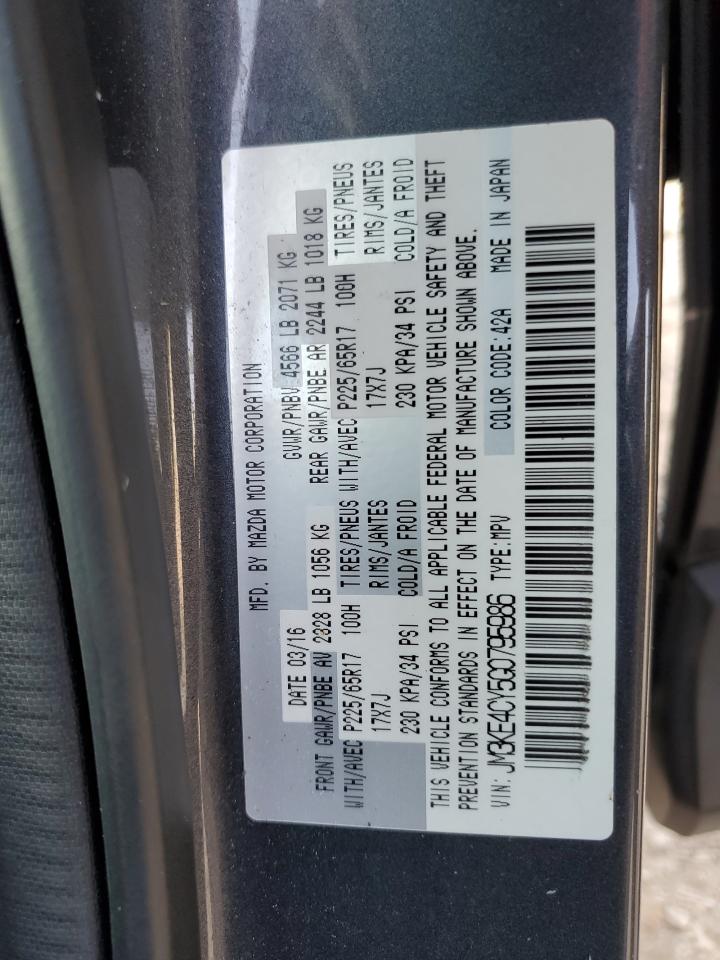 MFD. BY MAZDA MOTOR CORPORATION
DATE 03/16 GVWR/PNBV 4566 LB 2071 KG
FRONT GAWR/PNBE AV 2328 LB 1056 KG REAR GAWR/PNBE AR 2244 LB 1018 KG
WITH/AVEC P225/65R17 100H TIRES/PNEUS WITH/AVEC P225/65R17 100H TIRES/PNEUS
17X7J RIMS/JANTES 17X7J RIMS/JANTES
230 KPA/34 PSI COLD/A FROID 230 KPA/34 PSI COLD/A FROID
THIS VEHICLE CONFORMS TO ALL APPLICABLE FEDERAL MOTOR VEHICLE SAFETY AND THEFT
PREVENTION STANDARDS IN EFFECT ON THE DATE OF MANUFACTURE SHOWN ABOVE.
VIN: JM3KE4CY5G0795986 TYPE:MPV COLOR CODE:42A MADE IN JAPAN